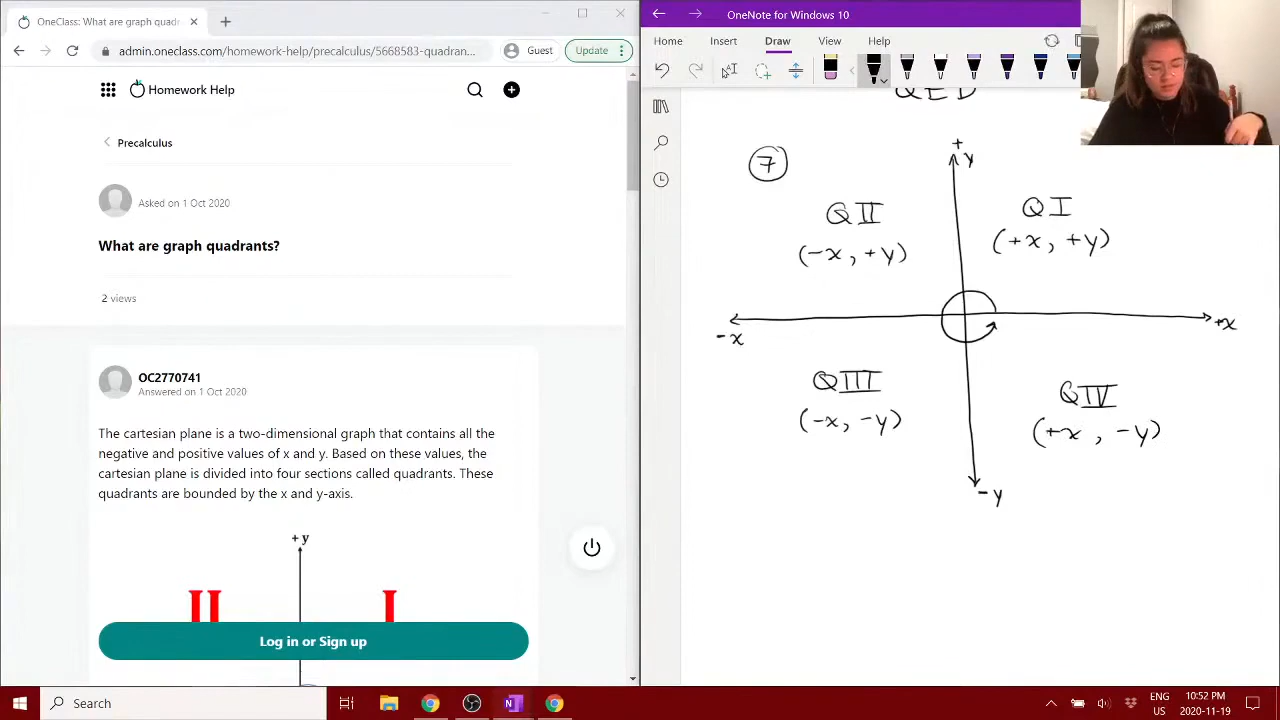 OneClass: What are graph quadr
admin.oneclass.com/homework-help/precalculus/5668583-quadran...
Guest
Update
Homework Help
Precalculus
Asked on 1 Oct 2020
What are graph quadrants?
2 views
OC2770741
Answered on 1 Oct 2020
The cartesian plane is a two-dimensional graph that contains all the
negative and positive values of x and y. Based on these values, the
cartesian plane is divided into four sections called quadrants. These
quadrants are bounded by the x and y-axis.
+ y
II
I
Log in or Sign up
OneNote for Windows 10
Home Insert Draw View Help
QED
7
+
y
QII
(-x, +y)
QI
(+x, +y)
-x
+x
QIII
(-x, -y)
QIV
(+x, -y)
-y
Search
ENG
US
10:52 PM
2020-11-19